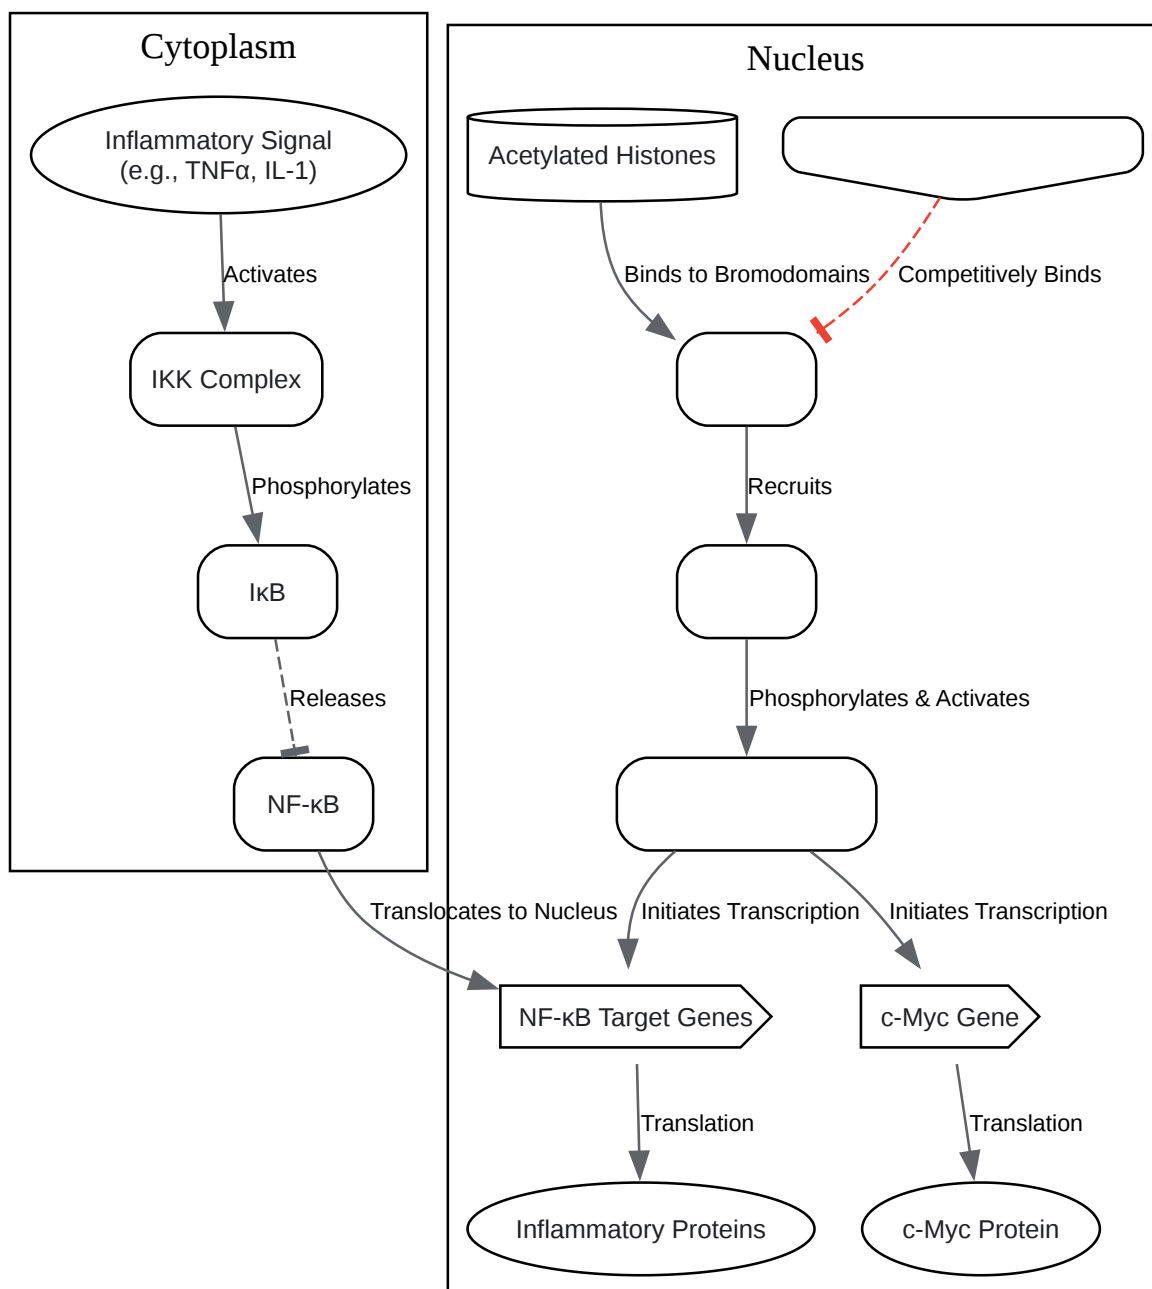 Cytoplasm
Nucleus
Inflammatory Signal
(e.g., TNFα, IL-1)
Acetylated Histones
Activates
Binds to Bromodomains
Competitively Binds
IKK Complex
Phosphorylates
Recruits
IκB
Releases
Phosphorylates & Activates
NF-κB
Translocates to Nucleus
Initiates Transcription
Initiates Transcription
NF-κB Target Genes
c-Myc Gene
Translation
Translation
Inflammatory Proteins
c-Myc Protein